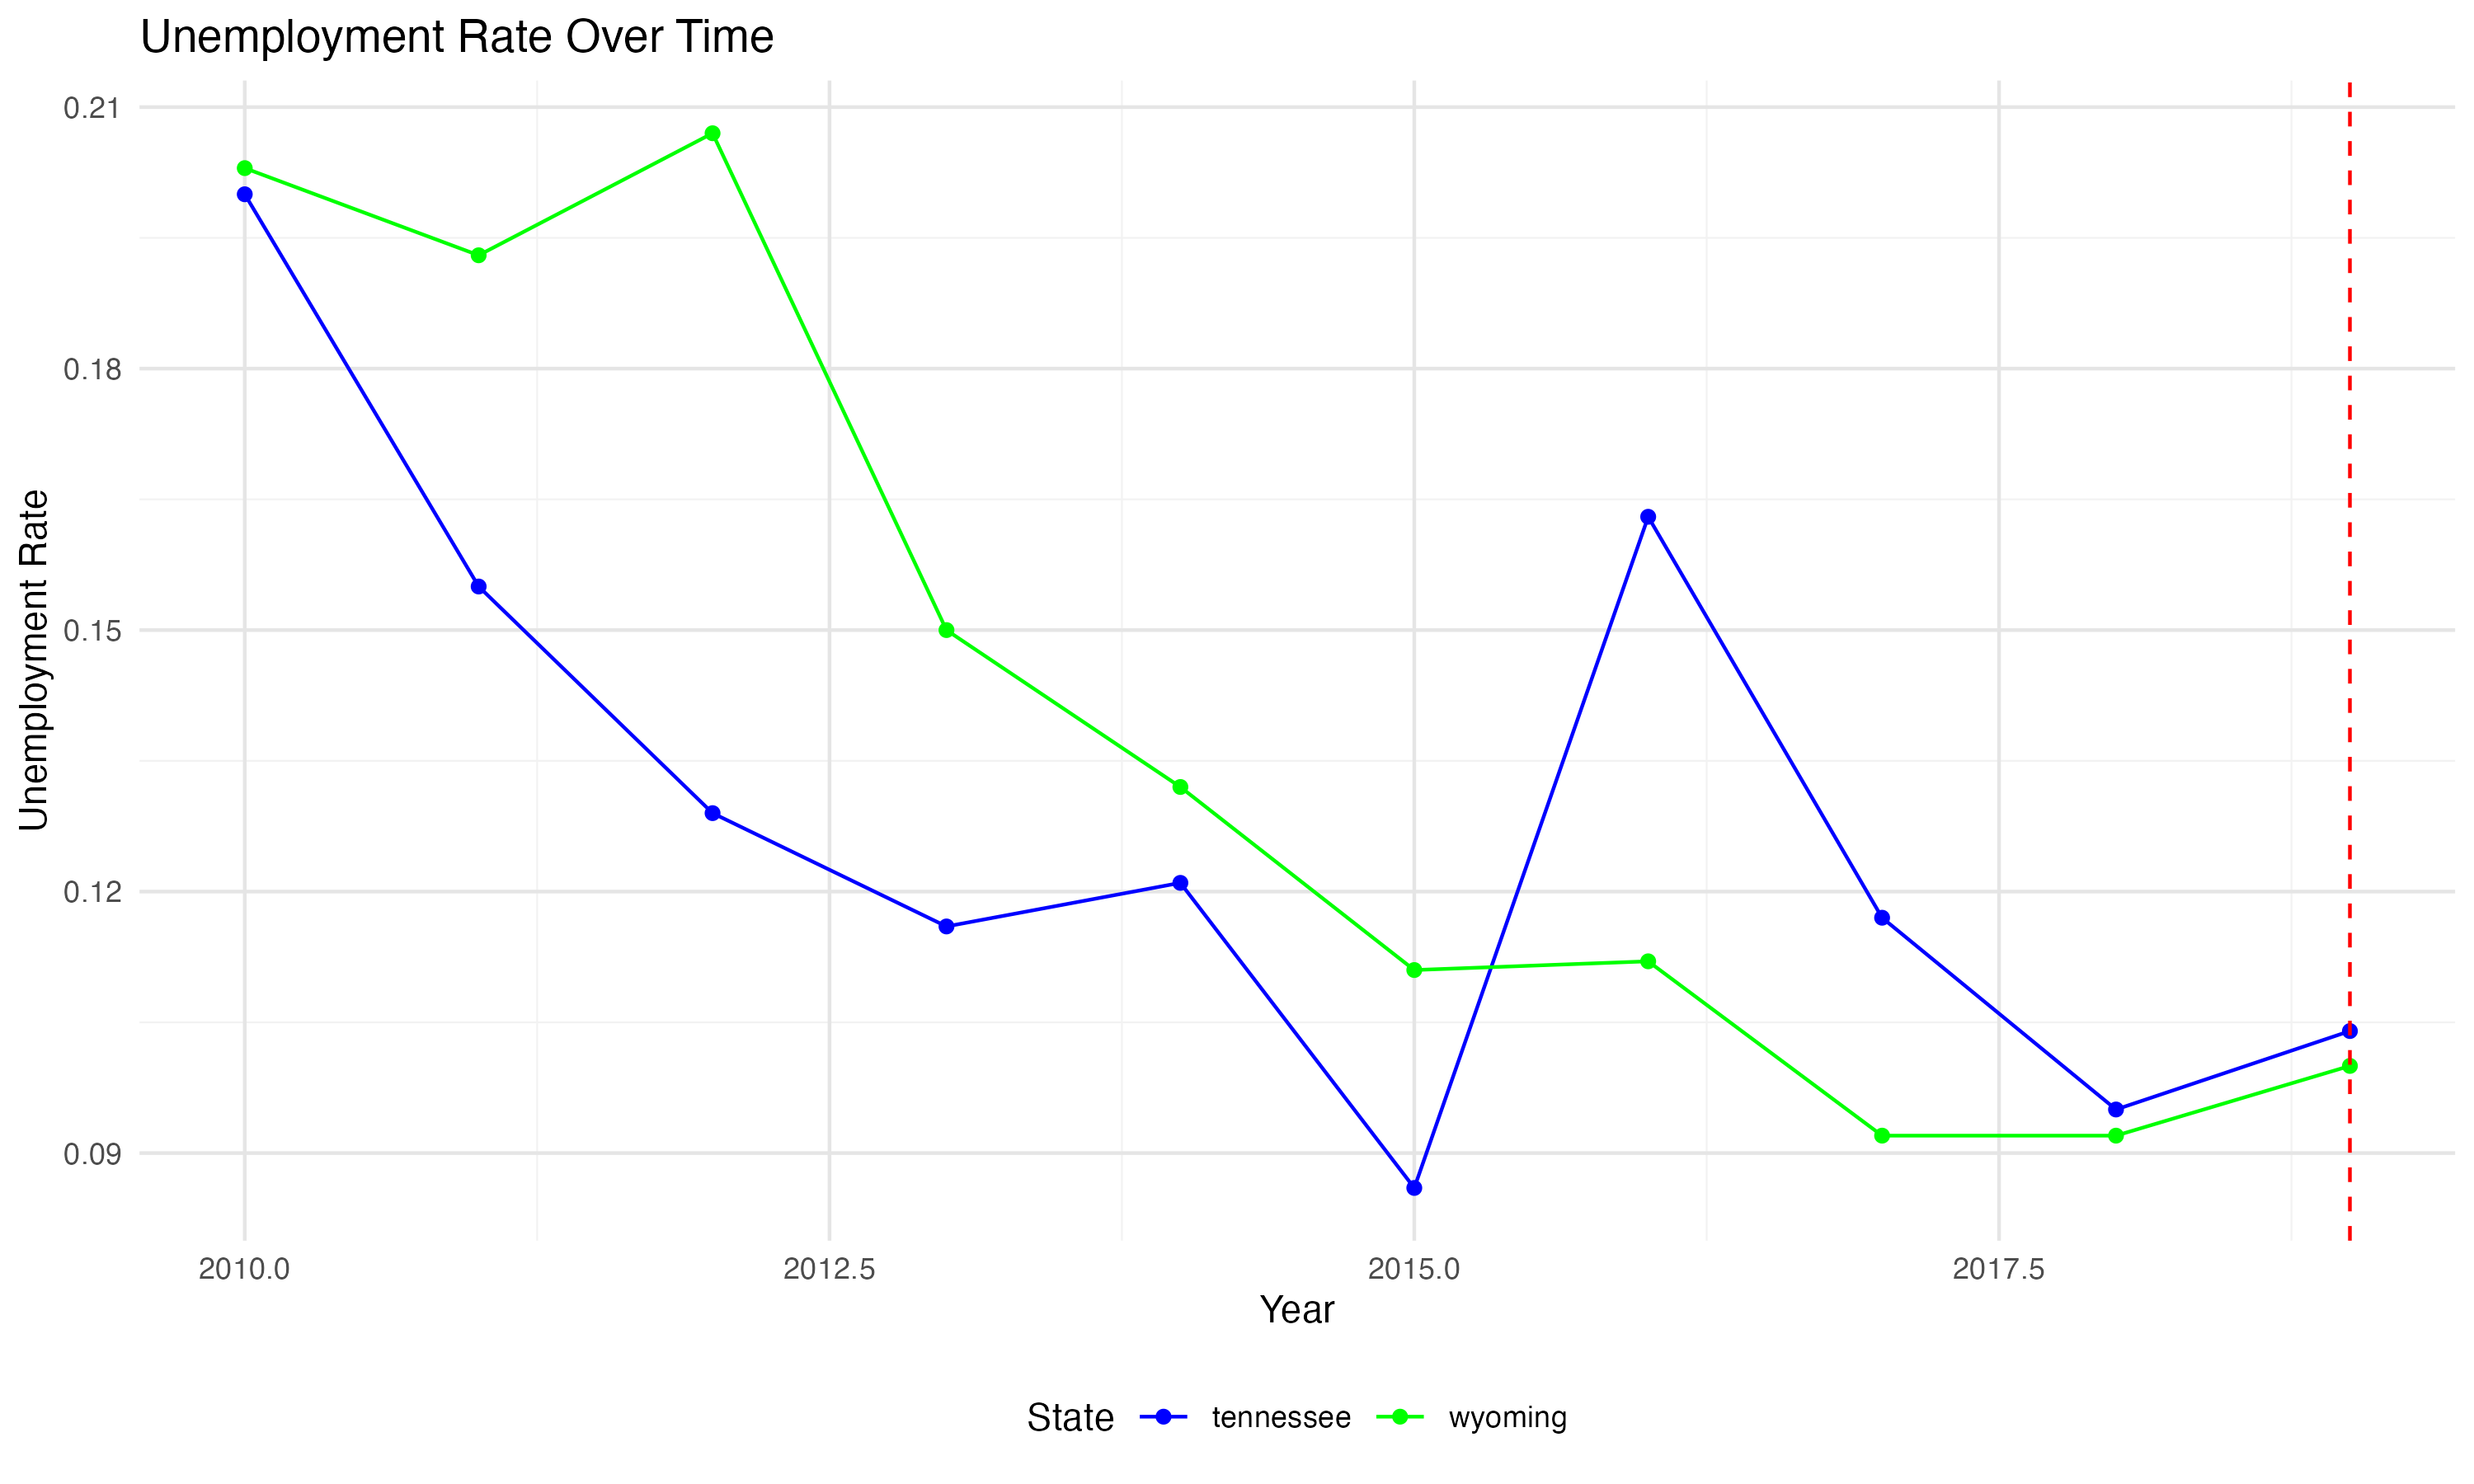 Unemployment Rate Over Time
Unemployment Rate
0.21
0.18
0.15
0.12
0.09
2010.0 2012.5 2015.0 2017.5
Year
State tennessee wyoming